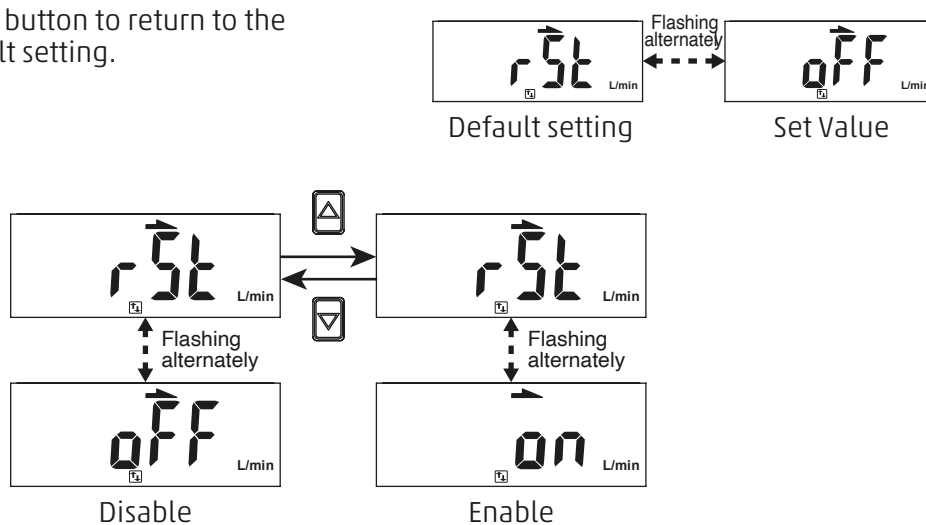 button to return to the
lt setting.
rSt
L/min
Flashing
alternately
oFF
L/min
Default setting
Set Value
rSt
L/min
rSt
L/min
Flashing
alternately
Flashing
alternately
oFF
L/min
on
L/min
Disable
Enable